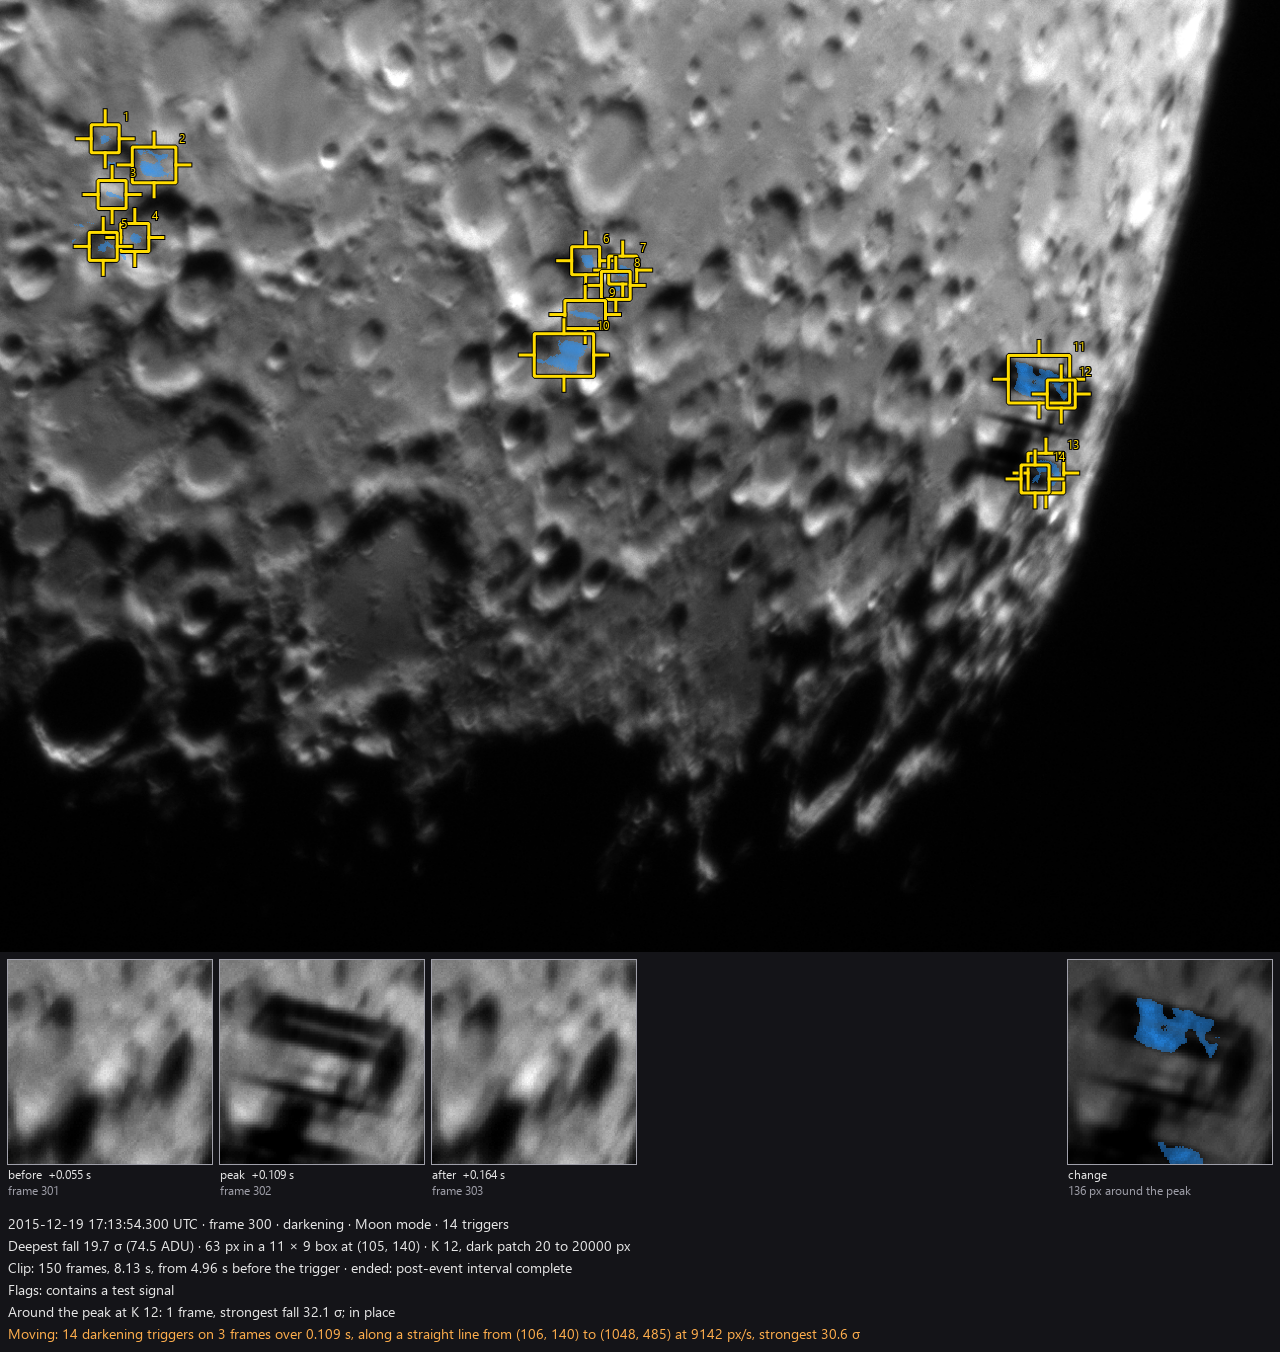 1
2
3
4
5
6
7
8
9
10
11
12
13
14
before +0.055 s
frame 301
peak +0.109 s
frame 302
after +0.164 s
frame 303
change
136 px around the peak
2015-12-19 17:13:54.300 UTC · frame 300 · darkening · Moon mode · 14 triggers
Deepest fall 19.7 σ (74.5 ADU) · 63 px in a 11 × 9 box at (105, 140) · K 12, dark patch 20 to 20000 px
Clip: 150 frames, 8.13 s, from 4.96 s before the trigger · ended: post-event interval complete
Flags: contains a test signal
Around the peak at K 12: 1 frame, strongest fall 32.1 σ; in place
Moving: 14 darkening triggers on 3 frames over 0.109 s, along a straight line from (106, 140) to (1048, 485) at 9142 px/s, strongest 30.6 σ